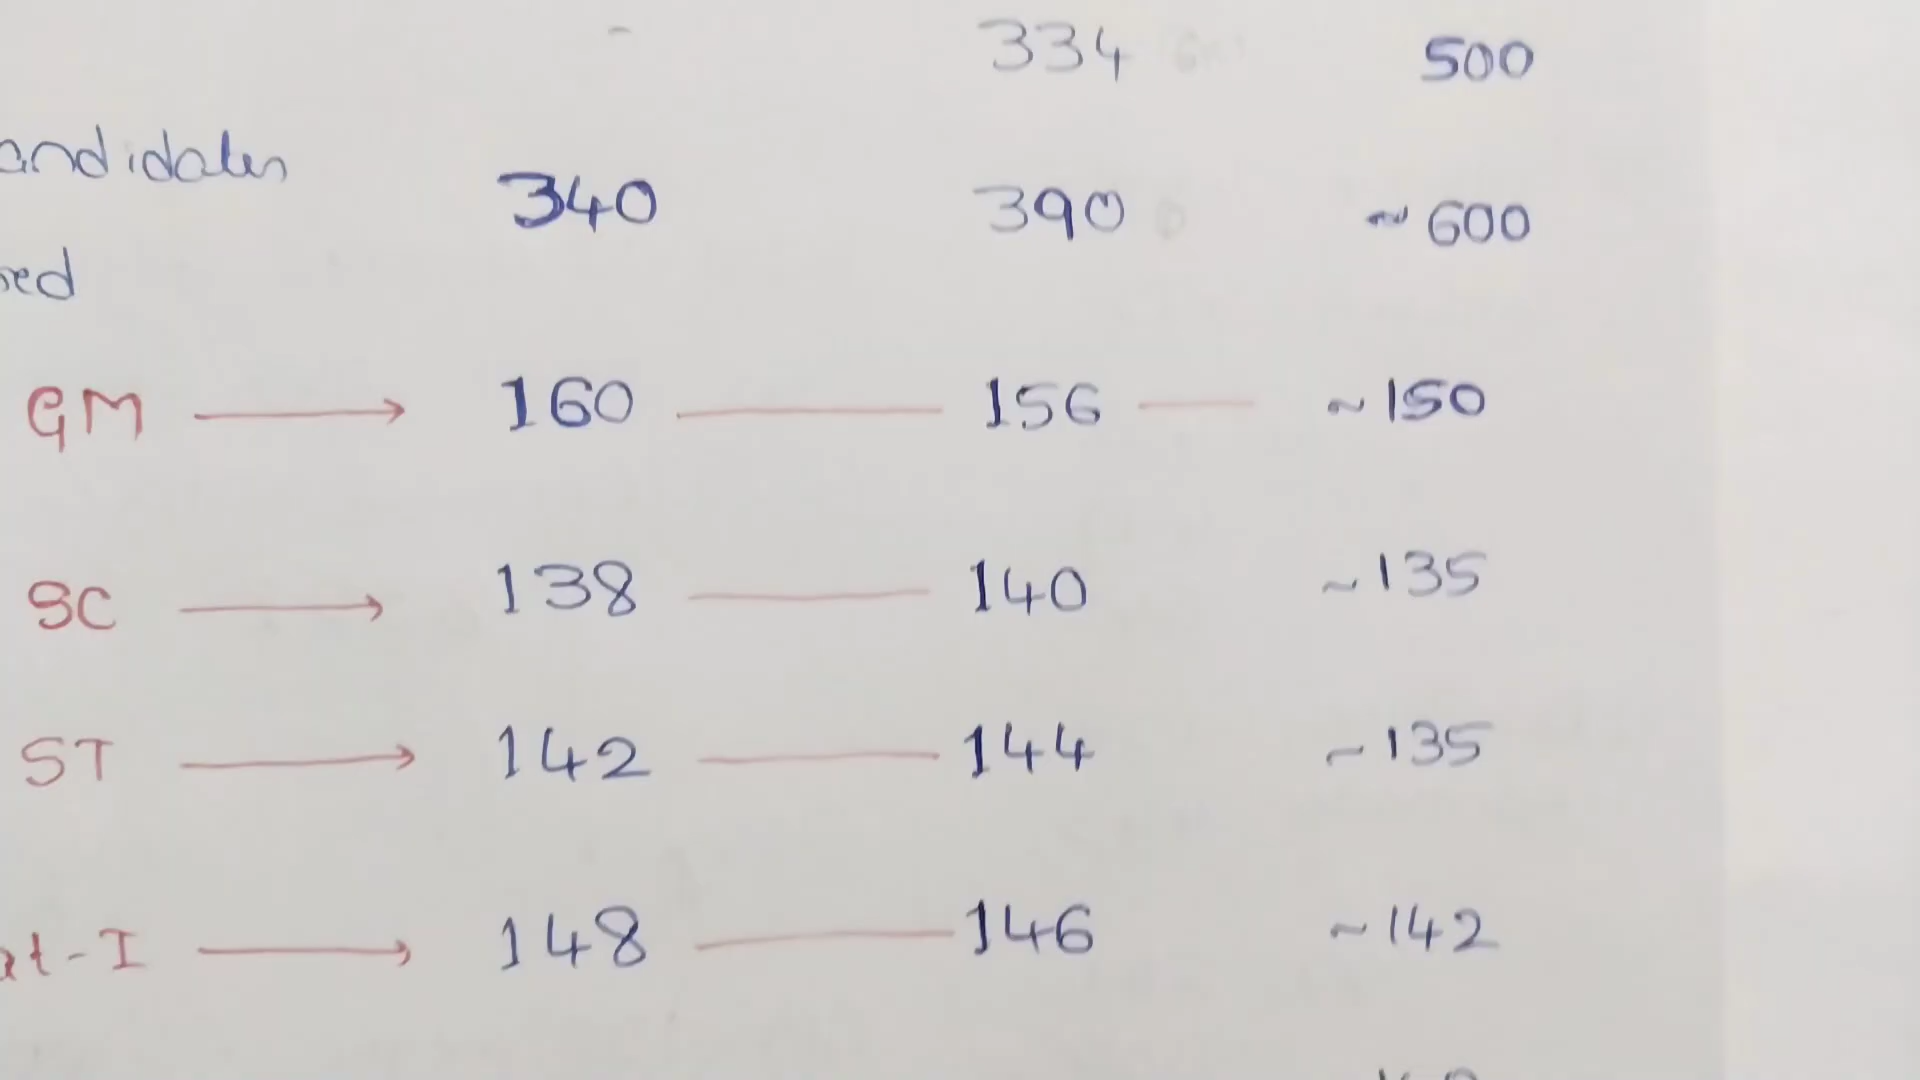 - 334 500
andidates 340 390 ~ 600
ed
GM → 160 — 156 — ~ 150
SC → 138 — 140 ~ 135
ST → 142 — 144 ~ 135
at-I → 148 — 146 ~ 142